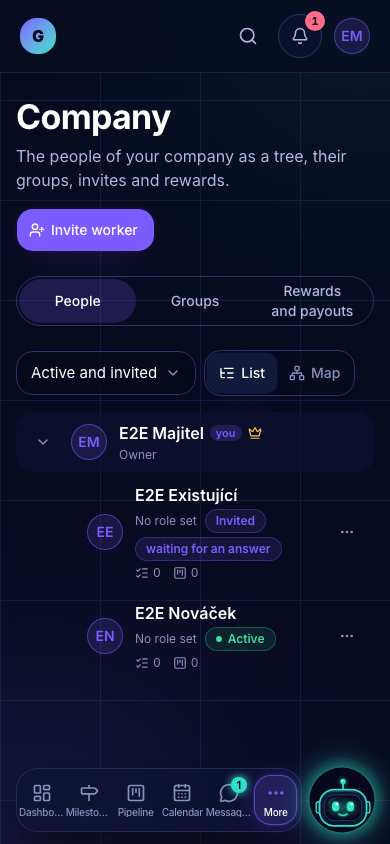 G
1
EM
Company
The people of your company as a tree, their
groups, invites and rewards.
Invite worker
People
Groups
Rewards
and payouts
Active and invited
List
Map
EM
E2E Majitel you
Owner
E2E Existující
EE
No role set Invited
waiting for an answer
0 0
E2E Nováček
EN
No role set Active
0 0
1
Dashbo... Milesto... Pipeline Calendar Messag... More